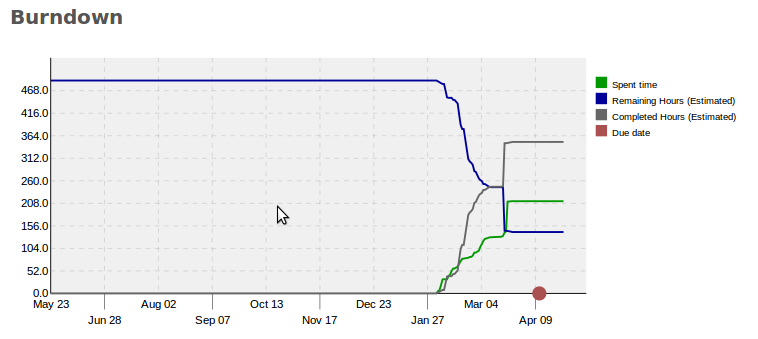 Burndown
468.0
416.0
364.0
312.0
260.0
208.0
156.0
104.0
52.0
0.0
May 23
Jun 28
Aug 02
Sep 07
Oct 13
Nov 17
Dec 23
Jan 27
Mar 04
Apr 09
Spent time
Remaining Hours (Estimated)
Completed Hours (Estimated)
Due date